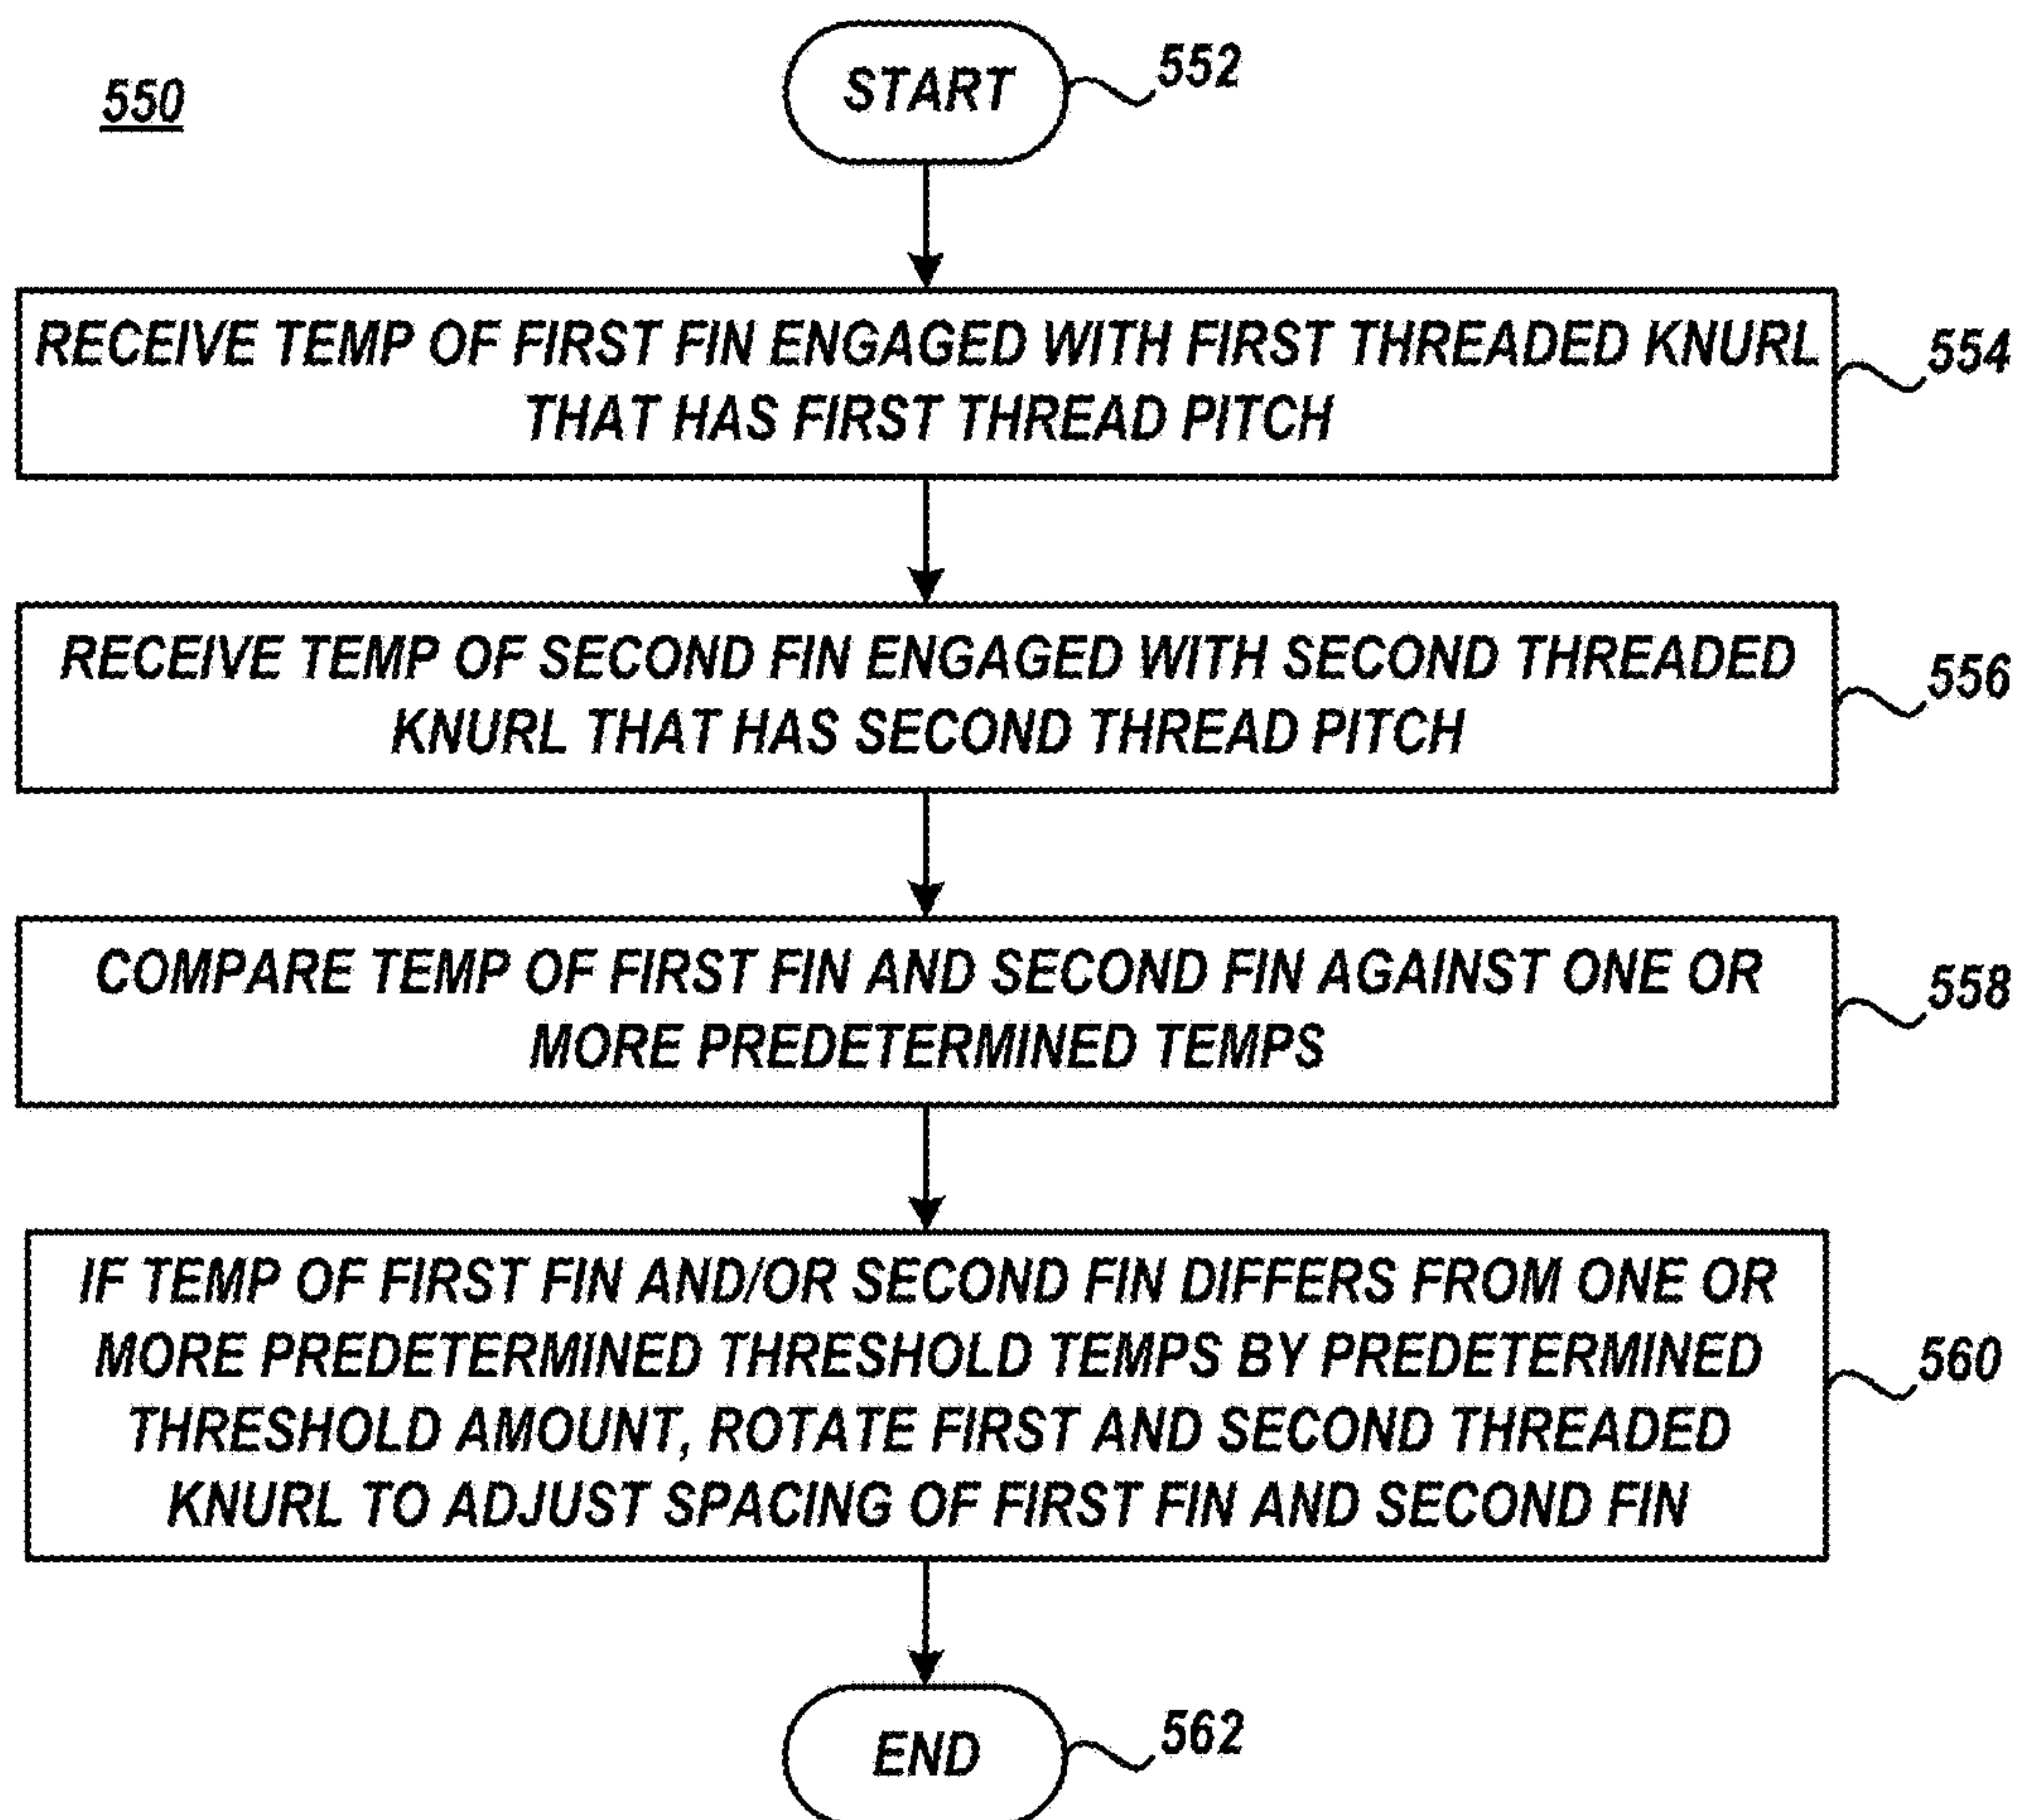 550
START
552
RECEIVE TEMP OF FIRST FIN ENGAGED WITH FIRST THREADED KNURL
THAT HAS FIRST THREAD PITCH
554
RECEIVE TEMP OF SECOND FIN ENGAGED WITH SECOND THREADED
KNURL THAT HAS SECOND THREAD PITCH
556
COMPARE TEMP OF FIRST FIN AND SECOND FIN AGAINST ONE OR
MORE PREDETERMINED TEMPS
558
IF TEMP OF FIRST FIN AND/OR SECOND FIN DIFFERS FROM ONE OR
MORE PREDETERMINED THRESHOLD TEMPS BY PREDETERMINED
THRESHOLD AMOUNT, ROTATE FIRST AND SECOND THREADED
KNURL TO ADJUST SPACING OF FIRST FIN AND SECOND FIN
560
END
562